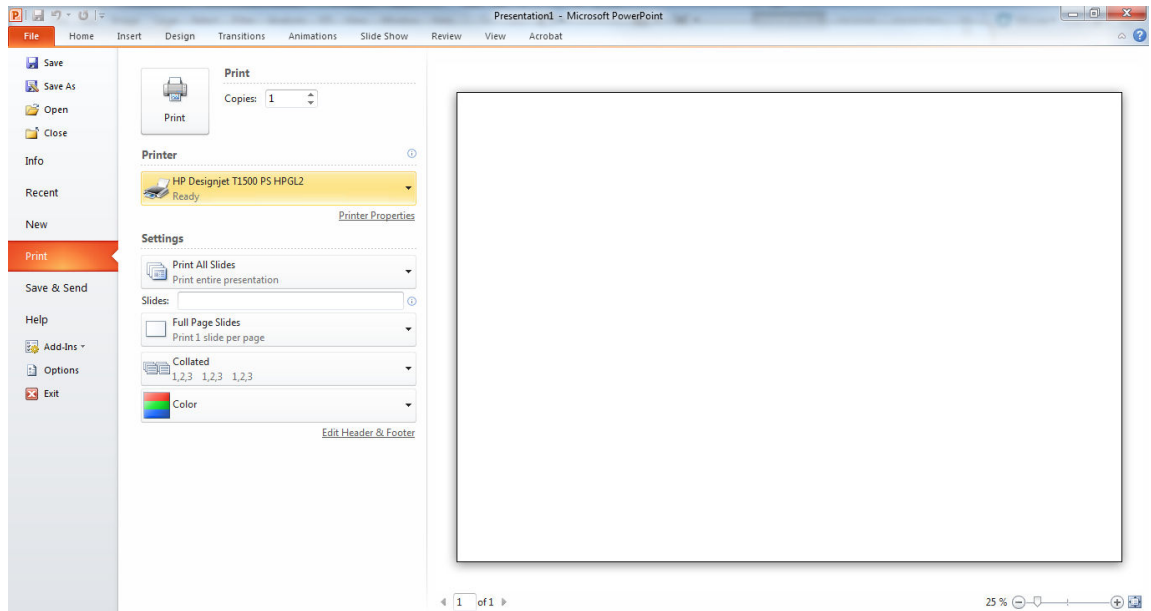 Presentation1 - Microsoft PowerPoint
File Home Insert Design Transitions Animations Slide Show Review View Acrobat
Save
Save As
Open
Close
Info
Recent
New
Print
Save & Send
Help
Add-Ins
Options
Exit
Print
Print
Copies: 1
Printer
HP Designjet T1500 PS HPGL2
Ready
Printer Properties
Settings
Print All Slides
Print entire presentation
Slides:
Full Page Slides
Print 1 slide per page
Collated
1,2,3 1,2,3 1,2,3
Color
Edit Header & Footer
1 of 1
25 %